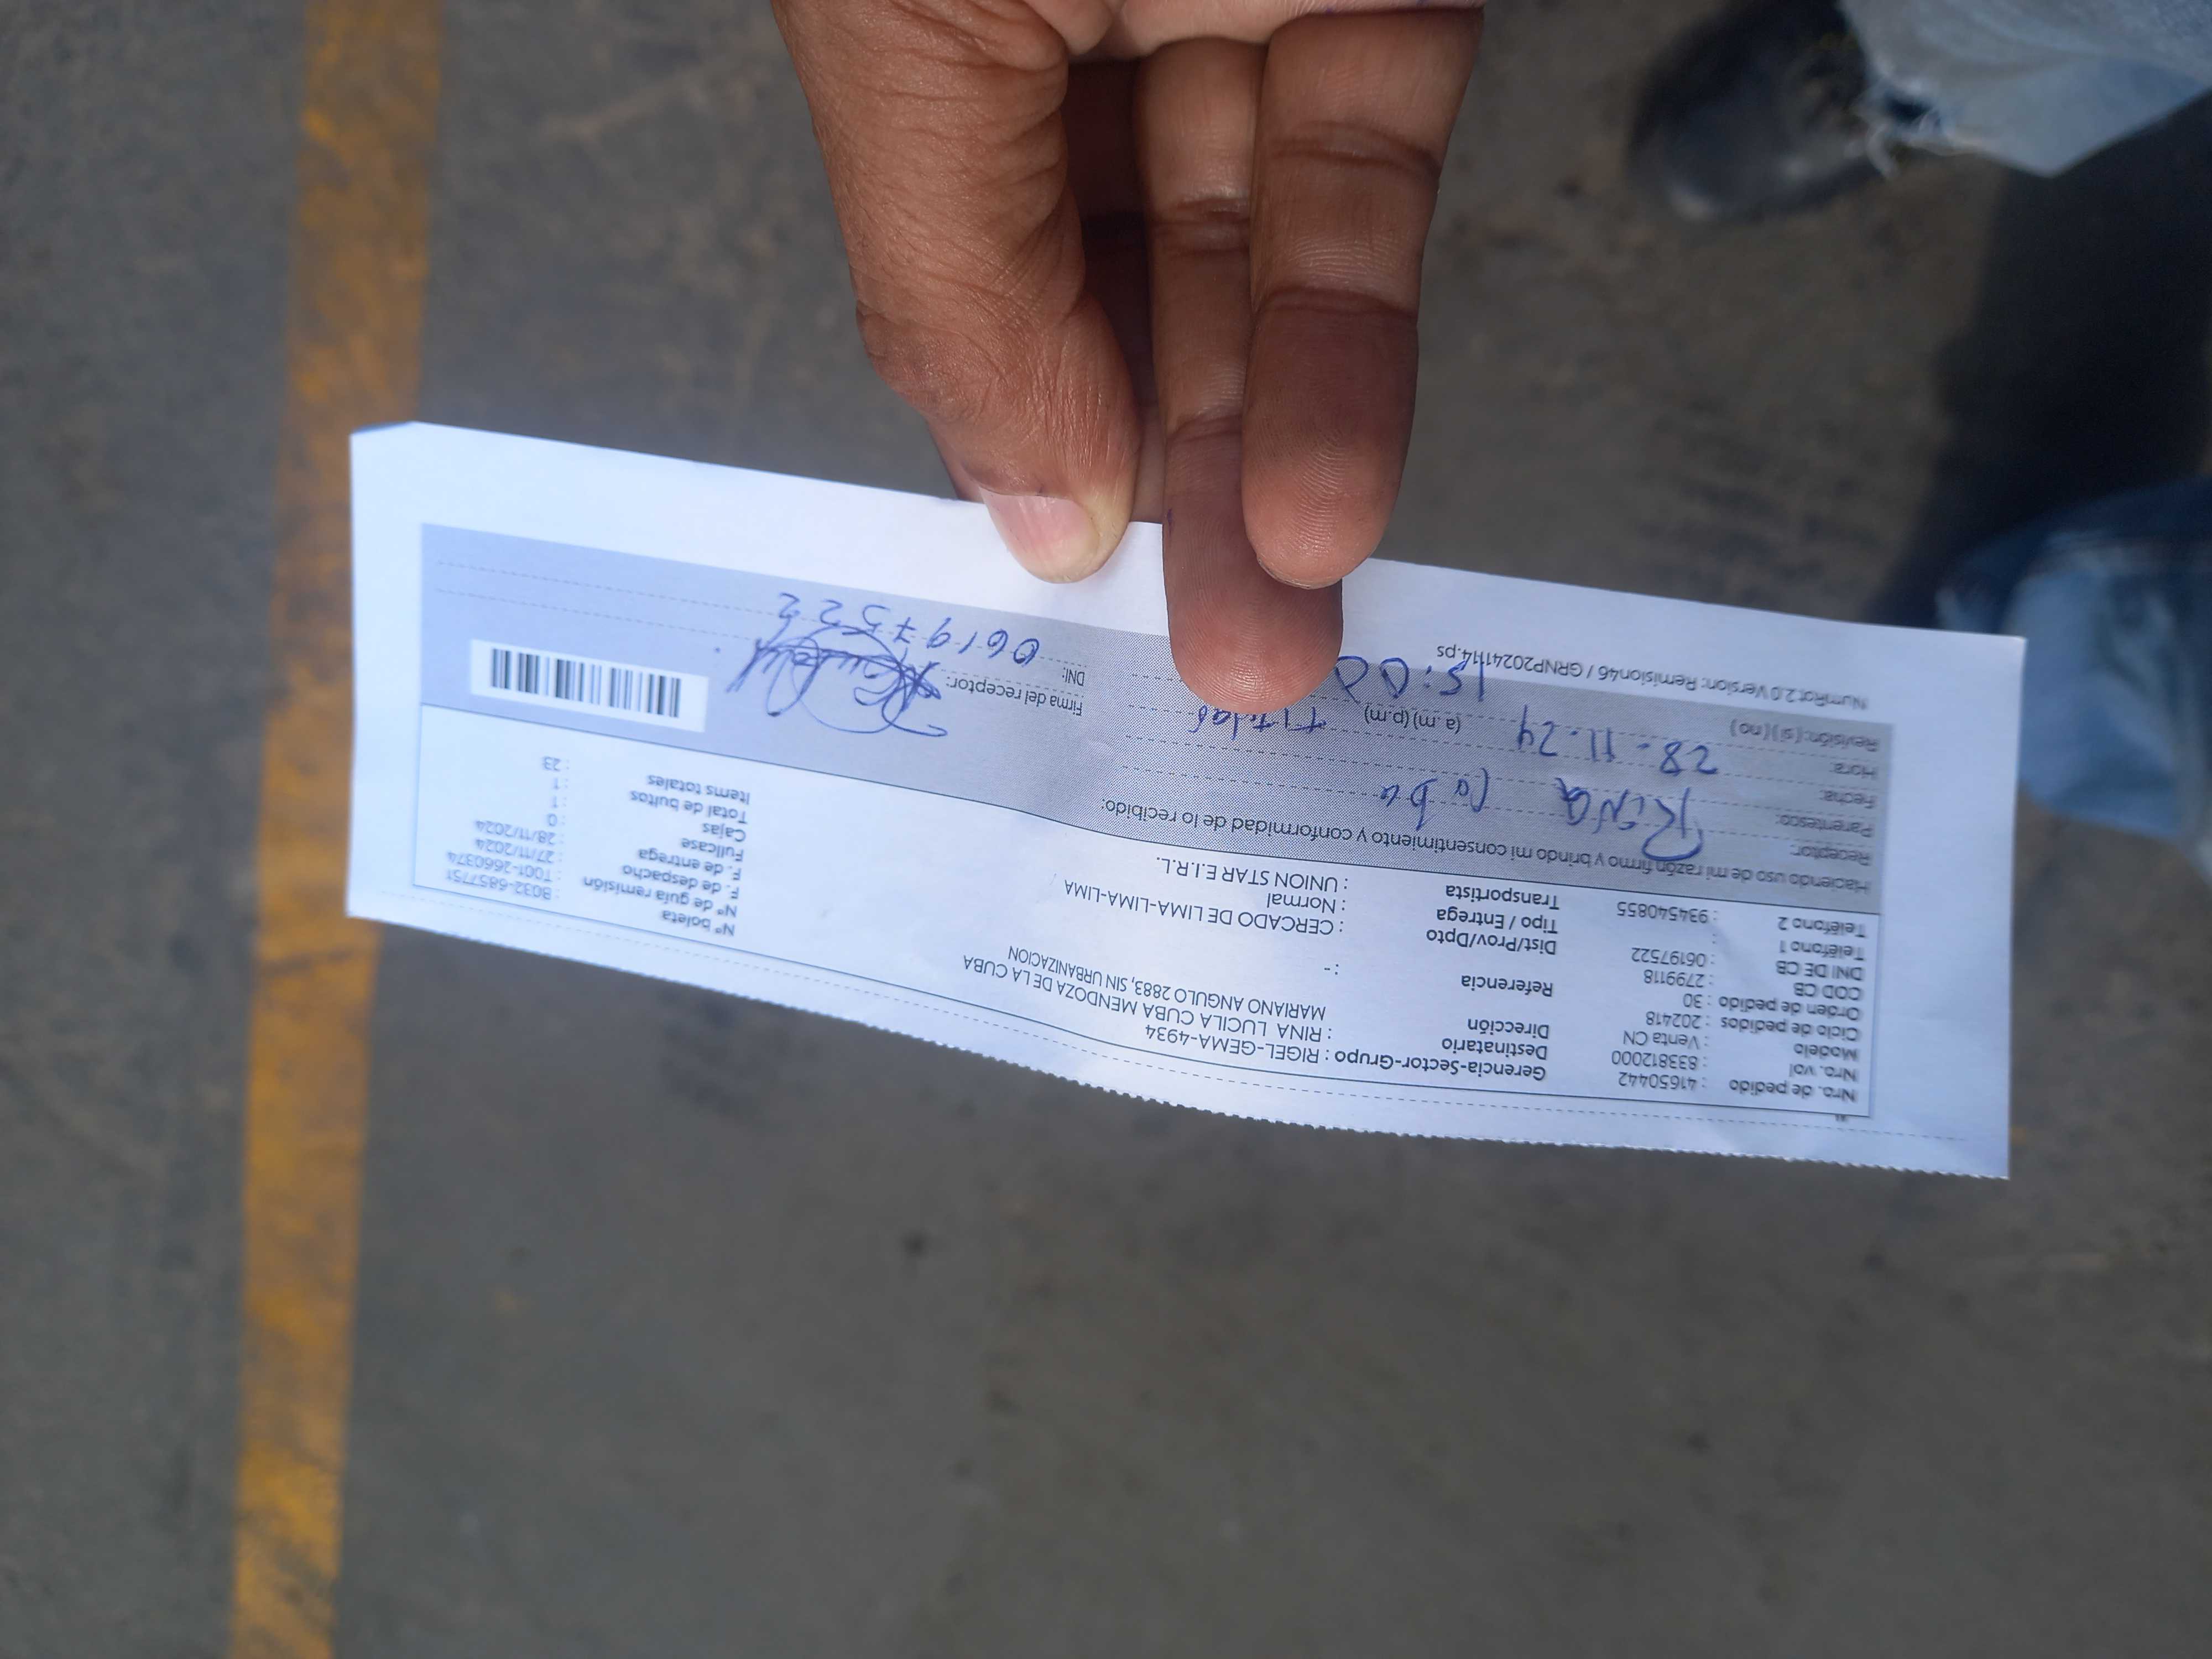 Nro. de pedido : 41650442
Nro. vol : 833812000
Modelo : Venta CN
Ciclo de pedidos : 202418
Orden de pedido : 30
COD CB : 2799118
DNI DE CB : 06197522
Teléfono 1 :
Teléfono 2 : 934540855
Gerencia-Sector-Grupo : RIGEL-GEMA-4934
Destinatario : RINA LUCILA CUBA MENDOZA DE LA CUBA
Dirección MARIANO ANGULO 2883, SIN URBANIZACION
Referencia : -
Dist/Prov/Dpto : CERCADO DE LIMA-LIMA-LIMA
Tipo / Entrega : Normal
Transportista : UNION STAR E.I.R.L.
Nº boleta : B032-6857751
Nº de guía remisión : T001-2660374
F. de despacho : 27/11/2024
F. de entrega : 28/11/2024
Fullcase : 0
Cajas : 1
Total de bultos : 1
Items totales : 23
Haciendo uso de mi razón firmo y brindo mi consentimiento y conformidad de lo recibido:
Receptor: Rina Cuba
Parentesco: Titular
Fecha: 28-11-24
Hora: (a.m) (p.m) 15:00
Revisión: (si) (no)
Firma del receptor:
DNI: 06197522
NumRot 2.0 Version: Remision46 / GRNP20241114.ps